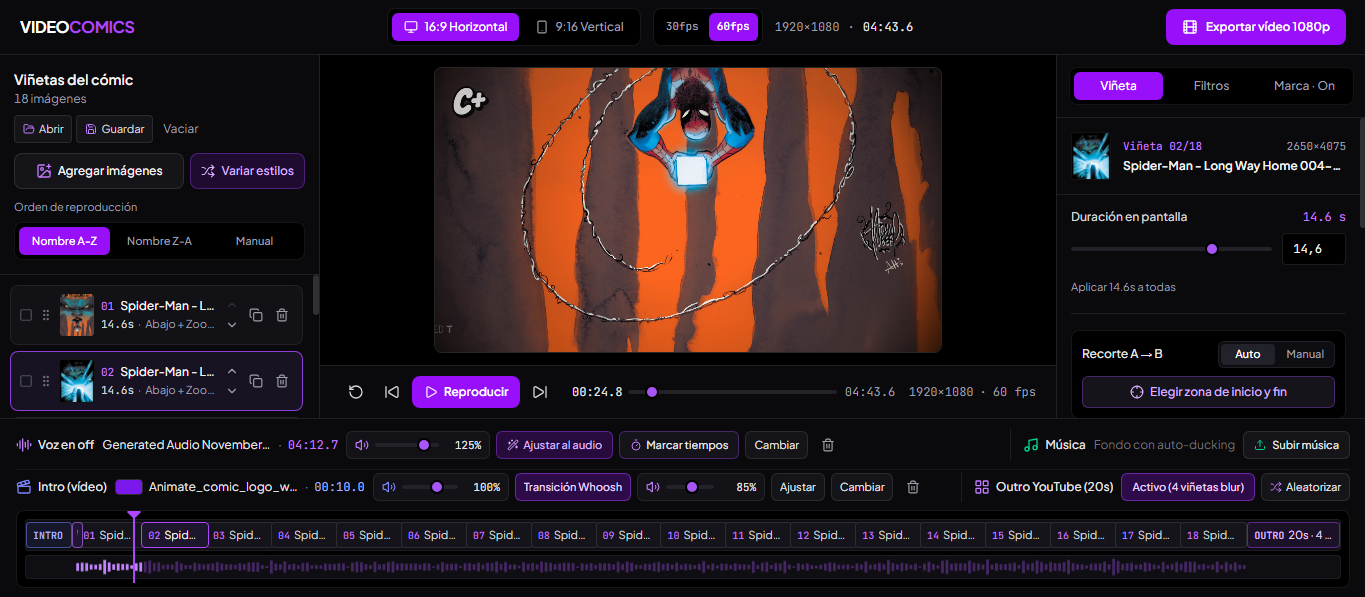 VIDEOCOMICS
16:9 Horizontal
9:16 Vertical
30fps
60fps
1920×1080 · 04:43.6
Exportar vídeo 1080p
Viñetas del cómic
18 imágenes
Abrir
Guardar
Vaciar
Agregar imágenes
Variar estilos
Orden de reproducción
Nombre A-Z
Nombre Z-A
Manual
01 Spider-Man - L...
14.6s · Abajo + Zoo...
02 Spider-Man - L...
14.6s · Abajo + Zoo...
C+
Reproducir
00:24.8
04:43.6
1920×1080 · 60 fps
Viñeta
Filtros
Marca · On
Viñeta 02/18
2650×4075
Spider-Man - Long Way Home 004-...
Duración en pantalla
14.6 s
14,6
Aplicar 14.6s a todas
Recorte A→B
Auto
Manual
Elegir zona de inicio y fin
Voz en off
Generated Audio November...
· 04:12.7
125%
Ajustar al audio
Marcar tiempos
Cambiar
Música
Fondo con auto-ducking
Subir música
Intro (vídeo)
Animate_comic_logo_w...
· 00:10.0
100%
Transición Whoosh
85%
Ajustar
Cambiar
Outro YouTube (20s)
Activo (4 viñetas blur)
Aleatorizar
INTRO
01 Spid...
02 Spid...
03 Spid...
04 Spid...
05 Spid...
06 Spid...
07 Spid...
08 Spid...
09 Spid...
10 Spid...
11 Spid...
12 Spid...
13 Spid...
14 Spid...
15 Spid...
16 Spid...
17 Spid...
18 Spid...
OUTRO 20s · 4 ...